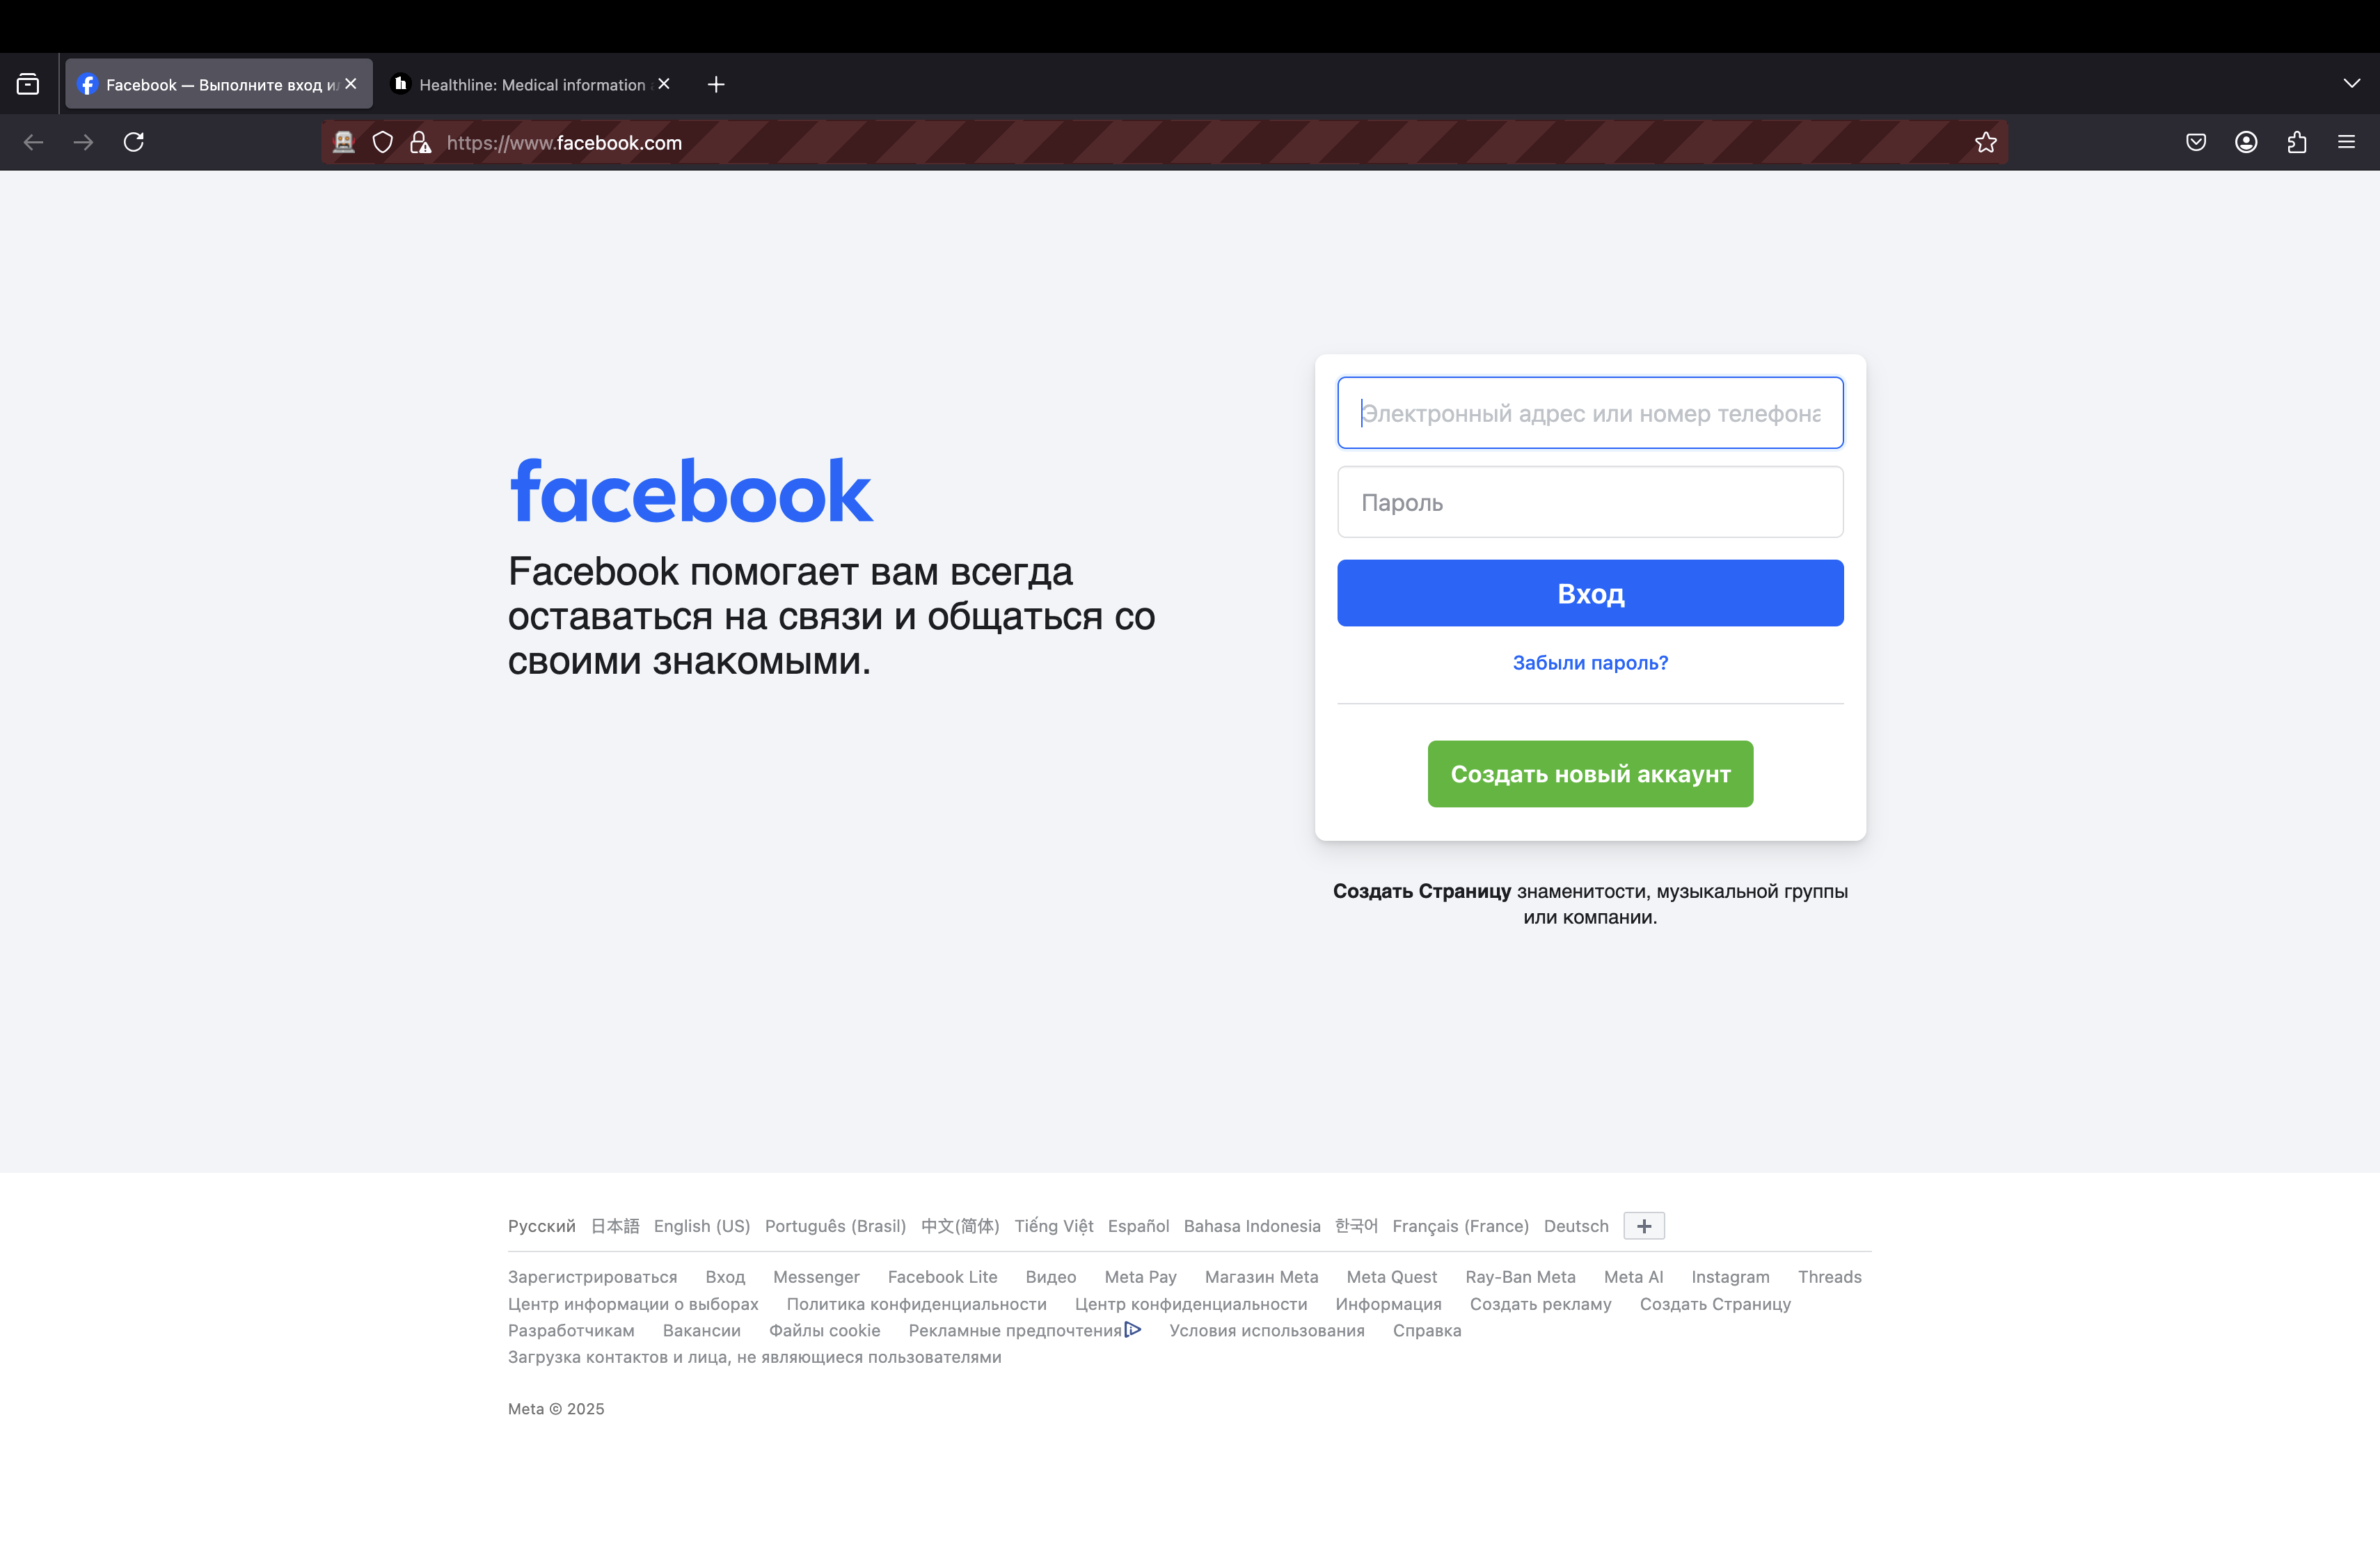 Facebook — Выполните вход и
Healthline: Medical information
https://www.facebook.com
facebook
Facebook помогает вам всегда
оставаться на связи и общаться со
своими знакомыми.
Электронный адрес или номер телефона
Пароль
Вход
Забыли пароль?
Создать новый аккаунт
Создать Страницу знаменитости, музыкальной группы
или компании.
Русский 日本語 English (US) Português (Brasil) 中文(简体) Tiếng Việt Español Bahasa Indonesia 한국어 Français (France) Deutsch
Зарегистрироваться Вход Messenger Facebook Lite Видео Meta Pay Магазин Meta Meta Quest Ray-Ban Meta Meta AI Instagram Threads
Центр информации о выборах Политика конфиденциальности Центр конфиденциальности Информация Создать рекламу Создать Страницу
Разработчикам Вакансии Файлы cookie Рекламные предпочтения Условия использования Справка
Загрузка контактов и лица, не являющиеся пользователями
Meta © 2025